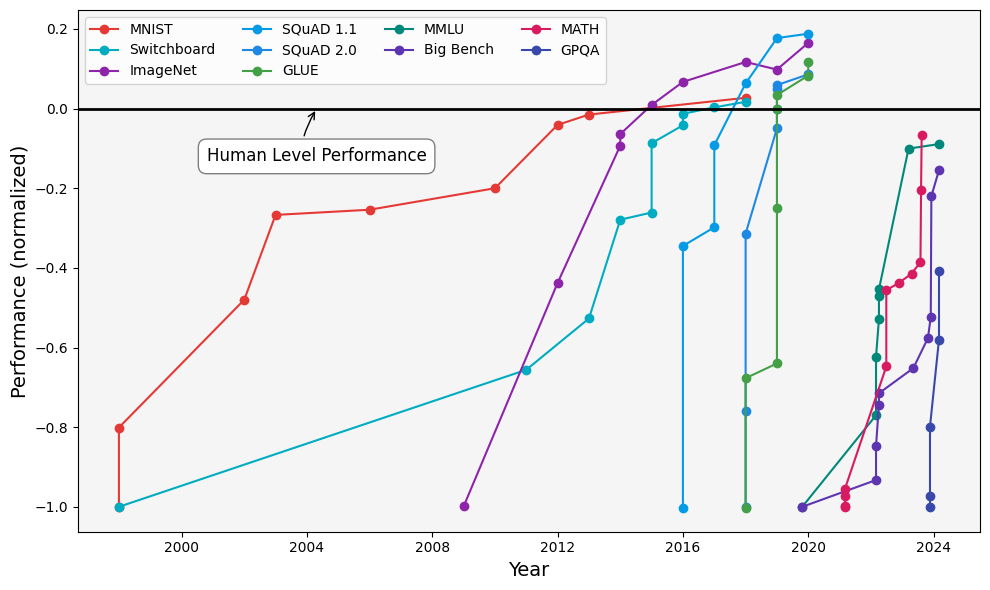 0.2
0.0
−0.2
−0.4
−0.6
−0.8
−1.0
Performance (normalized)
MNIST
Switchboard
ImageNet
SQuAD 1.1
SQuAD 2.0
GLUE
MMLU
Big Bench
MATH
GPQA
Human Level Performance
2000 2004 2008 2012 2016 2020 2024
Year